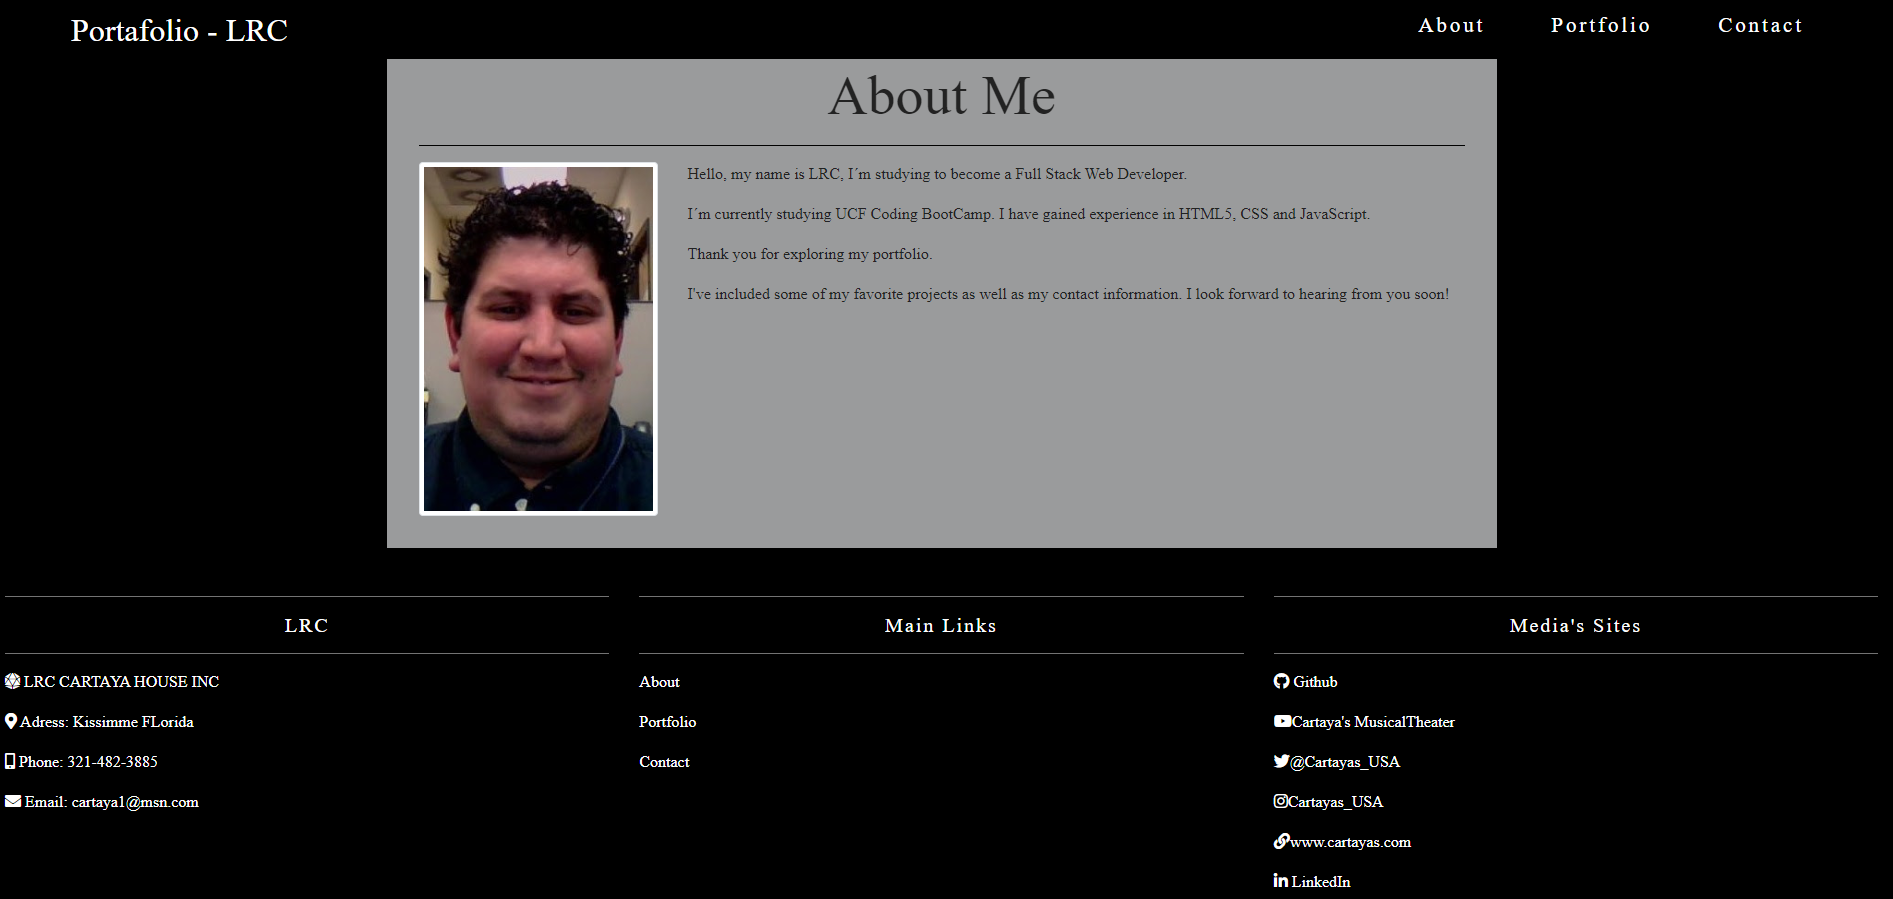 Portafolio - LRC
About Portfolio Contact
About Me
Hello, my name is LRC, I´m studying to become a Full Stack Web Developer.
I´m currently studying UCF Coding BootCamp. I have gained experience in HTML5, CSS and JavaScript.
Thank you for exploring my portfolio.
I've included some of my favorite projects as well as my contact information. I look forward to hearing from you soon!
LRC
LRC CARTAYA HOUSE INC
Adress: Kissimme FLorida
Phone: 321-482-3885
Email: cartaya1@msn.com
Main Links
About
Portfolio
Contact
Media's Sites
Github
Cartaya's MusicalTheater
@Cartayas_USA
Cartayas_USA
www.cartayas.com
LinkedIn